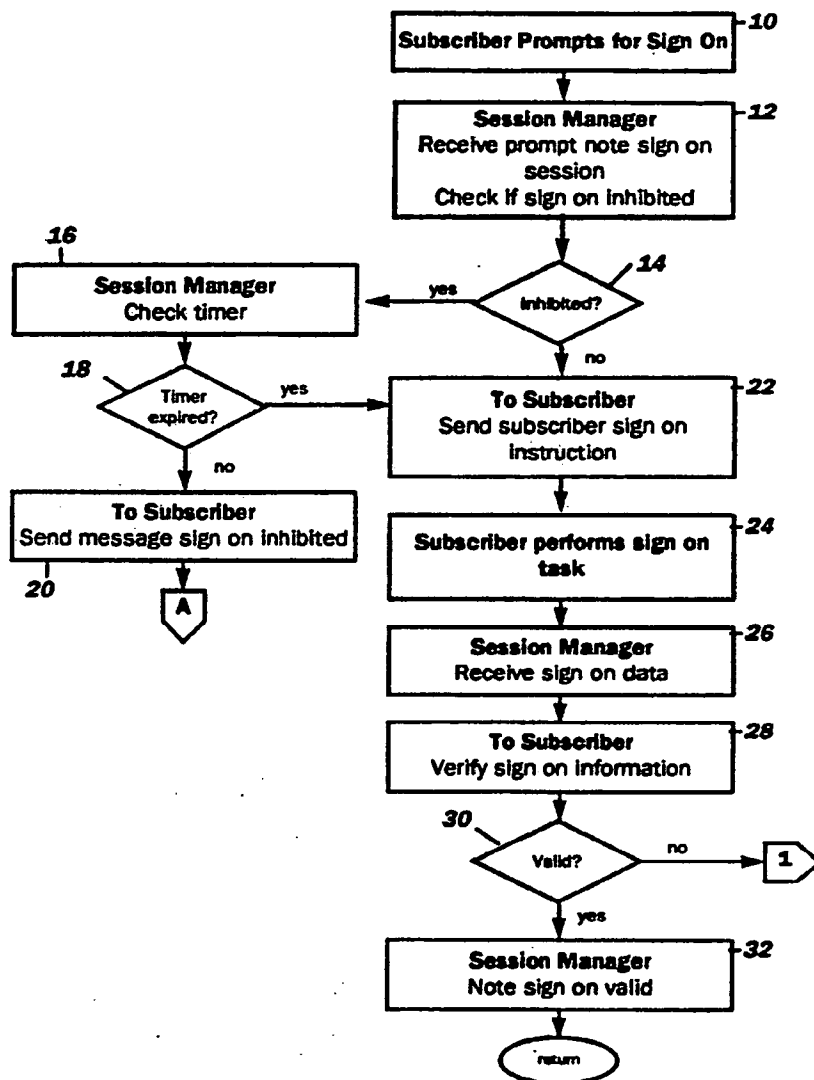 10
Subscriber Prompts for Sign On
12
Session Manager
Receive prompt note sign on
session
Check if sign on inhibited
14
Inhibited?
yes
no
16
Session Manager
Check timer
18
Timer
expired?
yes
no
20
To Subscriber
Send message sign on inhibited
A
22
To Subscriber
Send subscriber sign on
instruction
24
Subscriber performs sign on
task
26
Session Manager
Receive sign on data
28
To Subscriber
Verify sign on information
30
Valid?
no
1
yes
32
Session Manager
Note sign on valid
return